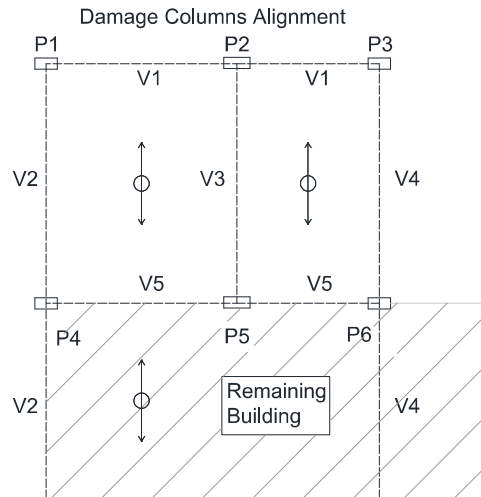 Damage Columns Alignment
P1 P2 P3
V1 V1
V2 V3 V4
V5 V5
P4 P5 P6
Remaining
Building
V2 V4